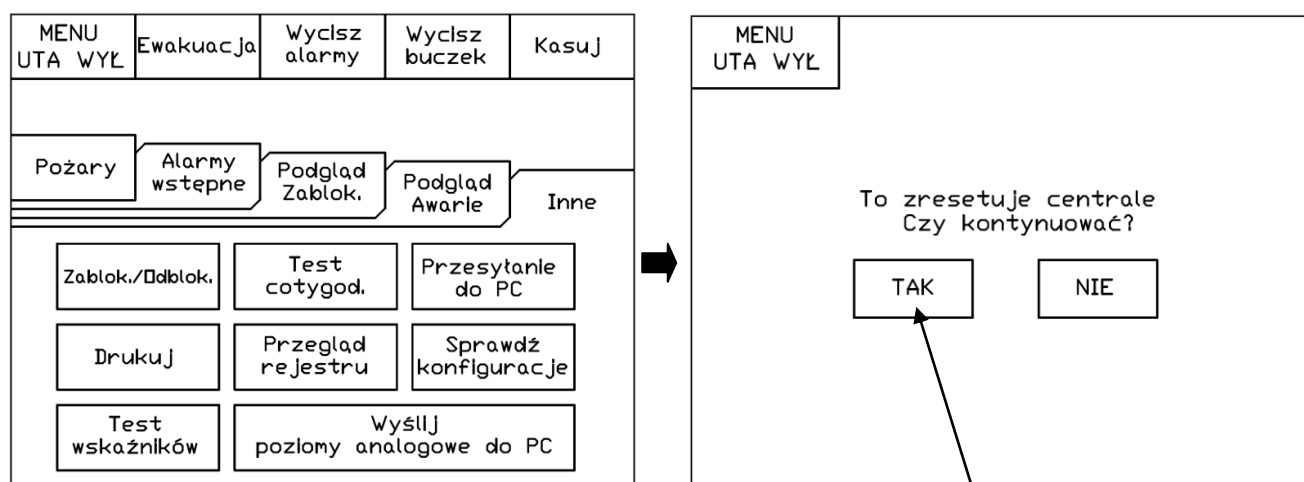 MENU
UTA WYŁ
Ewakuacja
Wycisz
alarmy
Wycisz
buczek
Kasuj
Pożary
Alarmy
wstępne
Podgląd
Zablok.
Podgląd
Awarie
Inne
Zablok./Odblok.
Test
cotygod.
Przesyłanie
do PC
Drukuj
Przegląd
rejestru
Sprawdź
konfiguracje
Test
wskaźników
Wyślij
poziomy analogowe do PC
MENU
UTA WYŁ
To zresetuje centrale
Czy kontynuować?
TAK
NIE